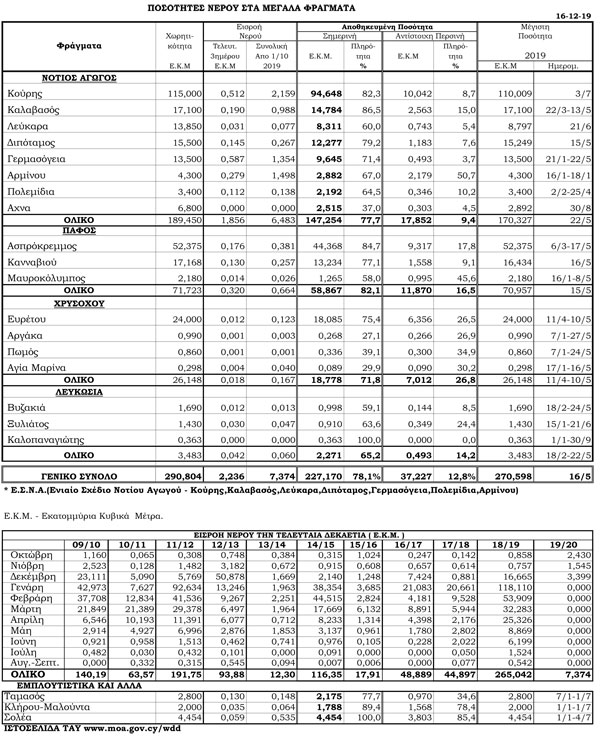 ΠΟΣΟΤΗΤΕΣ ΝΕΡΟΥ ΣΤΑ ΜΕΓΑΛΑ ΦΡΑΓΜΑΤΑ
16-12-19
Φράγματα Χωρητι-κότητα Ε.Κ.Μ Εισροή Νερού Αποθηκευμένη Ποσότητα Μέγιστη Ποσότητα
Σημερινή Αντίστοιχη Περσινή 2019
Τελευτ. 3ημέρου Ε.Κ.Μ Συνολική Απο 1/10 2019 Ε.Κ.Μ. Πληρό-τητα % Ε.Κ.Μ Πληρό-τητα % Ε.Κ.Μ Ημερομ.
ΝΟΤΙΟΣ ΑΓΩΓΟΣ
Κούρης 115,000 0,512 2,159 94,648 82,3 10,042 8,7 110,009 3/7
Καλαβασός 17,100 0,190 0,988 14,784 86,5 2,563 15,0 17,100 22/3-13/5
Λεύκαρα 13,850 0,031 0,077 8,311 60,0 0,743 5,4 8,797 21/6
Διπόταμος 15,500 0,145 0,267 12,277 79,2 1,183 7,6 15,249 15/5
Γερμασόγεια 13,500 0,587 1,354 9,645 71,4 0,493 3,7 13,500 21/1-22/5
Αρμίνου 4,300 0,279 1,498 2,882 67,0 2,179 50,7 4,300 16/1-18/1
Πολεμίδια 3,400 0,112 0,138 2,192 64,5 0,346 10,2 3,400 2/2-25/4
Αχνα 6,800 0,000 0,000 2,515 37,0 0,303 4,5 2,892 30/8
ΟΛΙΚΟ 189,450 1,856 6,483 147,254 77,7 17,852 9,4 170,327 22/5
ΠΑΦΟΣ
Ασπρόκρεμμος 52,375 0,176 0,381 44,368 84,7 9,317 17,8 52,375 6/3-17/5
Κανναβιού 17,168 0,130 0,257 13,234 77,1 1,558 9,1 16,434 16/5
Μαυροκόλυμπος 2,180 0,014 0,026 1,265 58,0 0,995 45,6 2,180 16/1-8/5
ΟΛΙΚΟ 71,723 0,320 0,664 58,867 82,1 11,870 16,5 70,957 15/5
ΧΡΥΣΟΧΟΥ
Ευρέτου 24,000 0,012 0,123 18,085 75,4 6,356 26,5 24,000 11/4-10/5
Αργάκα 0,990 0,001 0,003 0,268 27,1 0,266 26,9 0,990 7/1-27/5
Πωμός 0,860 0,001 0,001 0,336 39,1 0,300 34,9 0,860 7/1-24/5
Αγία Μαρίνα 0,298 0,004 0,040 0,089 29,9 0,090 30,2 0,298 17/1-16/5
ΟΛΙΚΟ 26,148 0,018 0,167 18,778 71,8 7,012 26,8 26,148 11/4-10/5
ΛΕΥΚΩΣΙΑ
Βυζακιά 1,690 0,012 0,013 0,998 59,1 0,144 8,5 1,690 18/2-24/5
Ξυλιάτος 1,430 0,030 0,047 0,910 63,6 0,349 24,4 1,430 15/1-21/6
Καλοπαναγιώτης 0,363 0,000 0,000 0,363 100,0 0,000 0,0 0,363 1/1-30/9
ΟΛΙΚΟ 3,483 0,042 0,060 2,271 65,2 0,493 14,2 3,483 18/2-22/5
ΓΕΝΙΚΟ ΣΥΝΟΛΟ 290,804 2,236 7,374 227,170 78,1% 37,227 12,8% 270,598 16/5
* Ε.Σ.Ν.Α.(Ενιαίο Σχέδιο Νοτίου Αγωγού - Κούρης,Καλαβασός,Λεύκαρα,Διπόταμος,Γερμασόγεια,Πολεμίδια,Αρμίνου)
Ε.Κ.Μ. - Εκατομμύρια Κυβικά Μέτρα.
ΕΙΣΡΟΗ ΝΕΡΟΥ ΤΗΝ ΤΕΛΕΥΤΑΙΑ ΔΕΚΑΕΤΙΑ ( Ε.Κ.Μ. )
09/10 10/11 11/12 12/13 13/14 14/15 15/16 16/17 17/18 18/19 19/20
Οκτώβρη 1,160 0,065 0,308 0,748 0,384 0,315 1,024 0,247 0,142 0,858 2,430
Νιόβρη 2,523 0,128 1,482 3,182 0,672 0,915 0,608 0,657 0,614 0,757 1,545
Δεκέμβρη 23,111 5,090 5,790 50,878 1,669 2,140 1,248 7,424 0,881 16,665 3,399
Γενάρη 42,973 7,627 92,634 13,246 1,963 38,354 3,685 21,083 20,661 118,110 0,000
Φεβράρη 37,708 12,834 41,536 9,267 2,251 44,515 2,824 4,181 9,528 53,909 0,000
Μάρτη 21,849 21,389 29,378 6,497 1,964 17,669 6,132 8,891 5,944 32,283 0,000
Απρίλη 6,546 10,193 11,391 6,077 0,712 8,233 1,314 4,398 2,176 25,326 0,000
Μάη 2,914 4,927 6,996 2,876 1,853 3,137 0,961 1,780 2,802 8,869 0,000
Ιούνη 0,921 0,958 1,513 0,462 0,741 0,976 0,105 0,228 2,022 6,199 0,000
Ιούλη 0,482 0,030 0,432 0,101 0,000 0,091 0,000 0,000 0,050 1,524 0,000
Αυγ.-Σεπτ. 0,000 0,332 0,315 0,545 0,094 0,007 0,006 0,000 0,077 0,542 0,000
ΟΛΙΚΟ 140,19 63,57 191,75 93,88 12,30 116,35 17,91 48,889 44,897 265,042 7,374
ΕΜΠΛΟΥΤΙΣΤΙΚΑ ΚΑΙ ΑΛΛΑ
Ταμασός 2,800 0,130 0,148 2,175 77,7 0,970 34,6 2,800 7/1-1/7
Κλήρου-Μαλούντα 2,000 0,035 0,064 1,788 89,4 1,568 78,4 2,000 1/1-1/7
Σολέα 4,454 0,059 0,535 4,454 100,0 3,803 85,4 4,454 1/1-4/7
ΙΣΤΟΣΕΛΙΔΑ ΤΑΥ www.moa.gov.cy/wdd